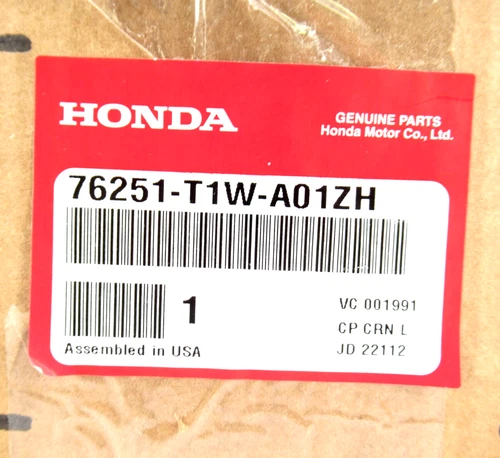 HONDA
GENUINE PARTS
Honda Motor Co., Ltd.
76251-T1W-A01ZH
1
VC 001991
CP CRN L
Assembled in USA
JD 22112